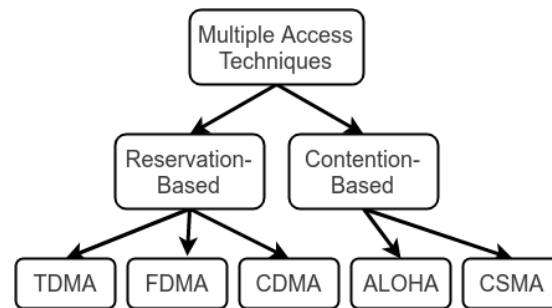 Multiple Access
Techniques
Reservation-
Based
Contention-
Based
TDMA
FDMA
CDMA
ALOHA
CSMA